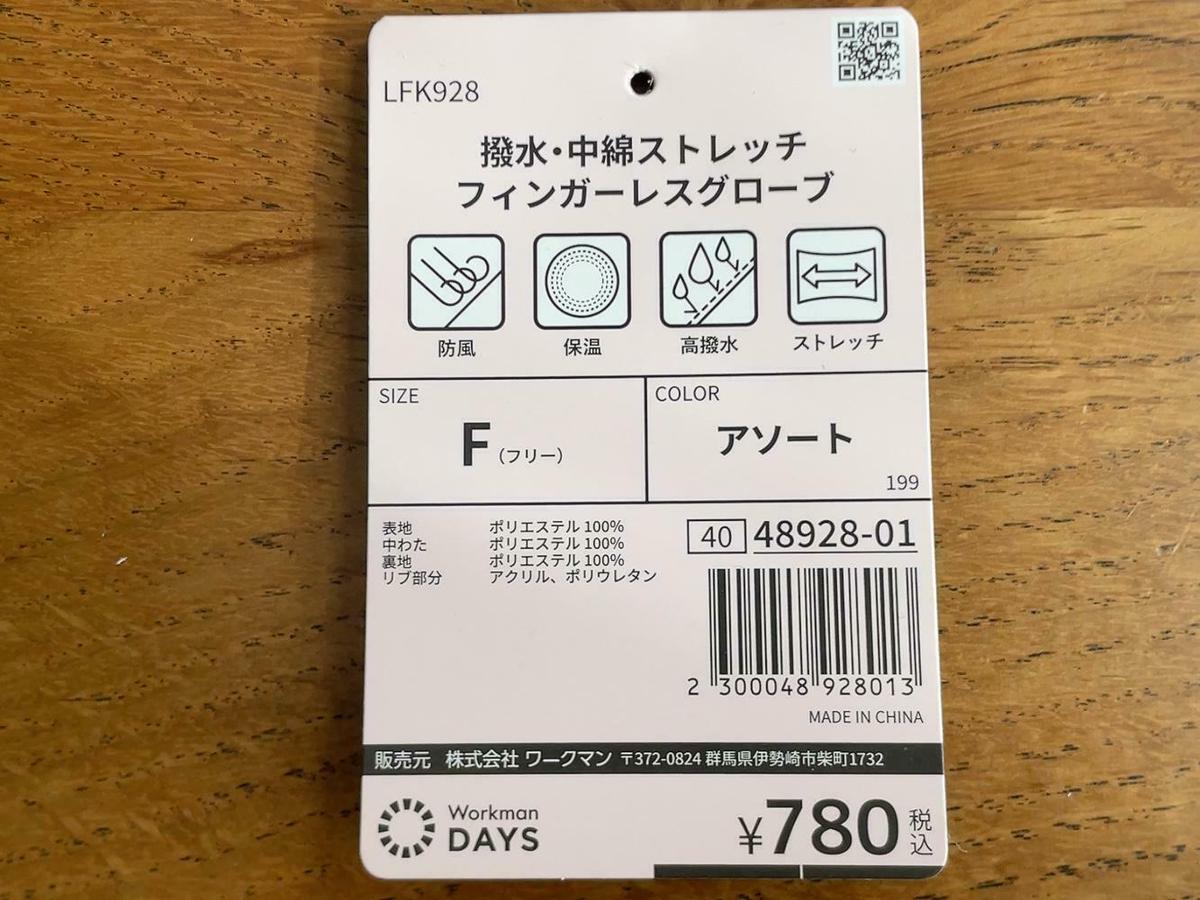 LFK928
撥水・中綿ストレッチ
フィンガーレスグローブ
防風 保温 高撥水 ストレッチ
SIZE
F(フリー)
COLOR
アソート
199
表地 ポリエステル 100%
中わた ポリエステル 100%
裏地 ポリエステル 100%
リブ部分 アクリル、ポリウレタン
40 48928-01
2 300048 928013
MADE IN CHINA
販売元 株式会社 ワークマン 〒372-0824 群馬県伊勢崎市柴町1732
Workman
DAYS
¥780税込